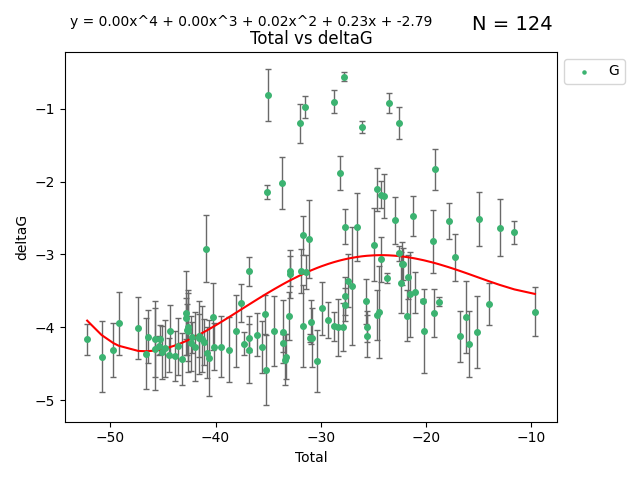 y = 0.00x^4 + 0.00x^3 + 0.02x^2 + 0.23x + -2.79
N = 124
Total vs deltaG
G
−1
−2
−3
−4
−5
deltaG
−50 −40 −30 −20 −10
Total